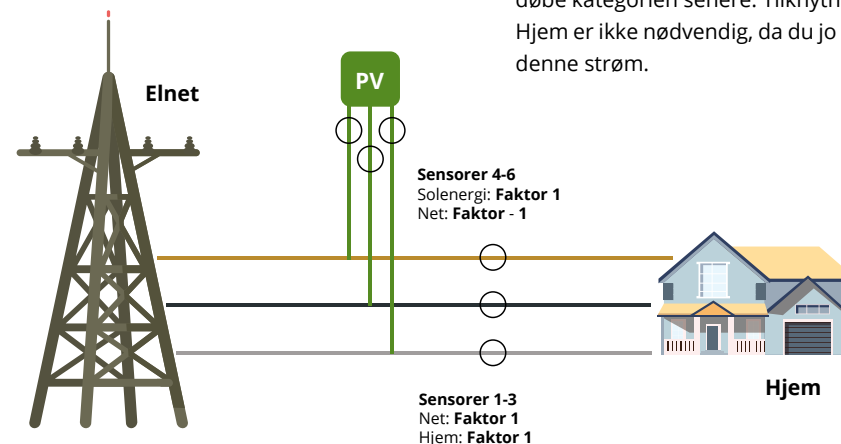 døbe kategorien senere. Tilknytn
Hjem er ikke nødvendig, da du jo
denne strøm.
Elnet
PV
Sensorer 4-6
Solenergi: Faktor 1
Net: Faktor - 1
Hjem
Sensorer 1-3
Net: Faktor 1
Hjem: Faktor 1